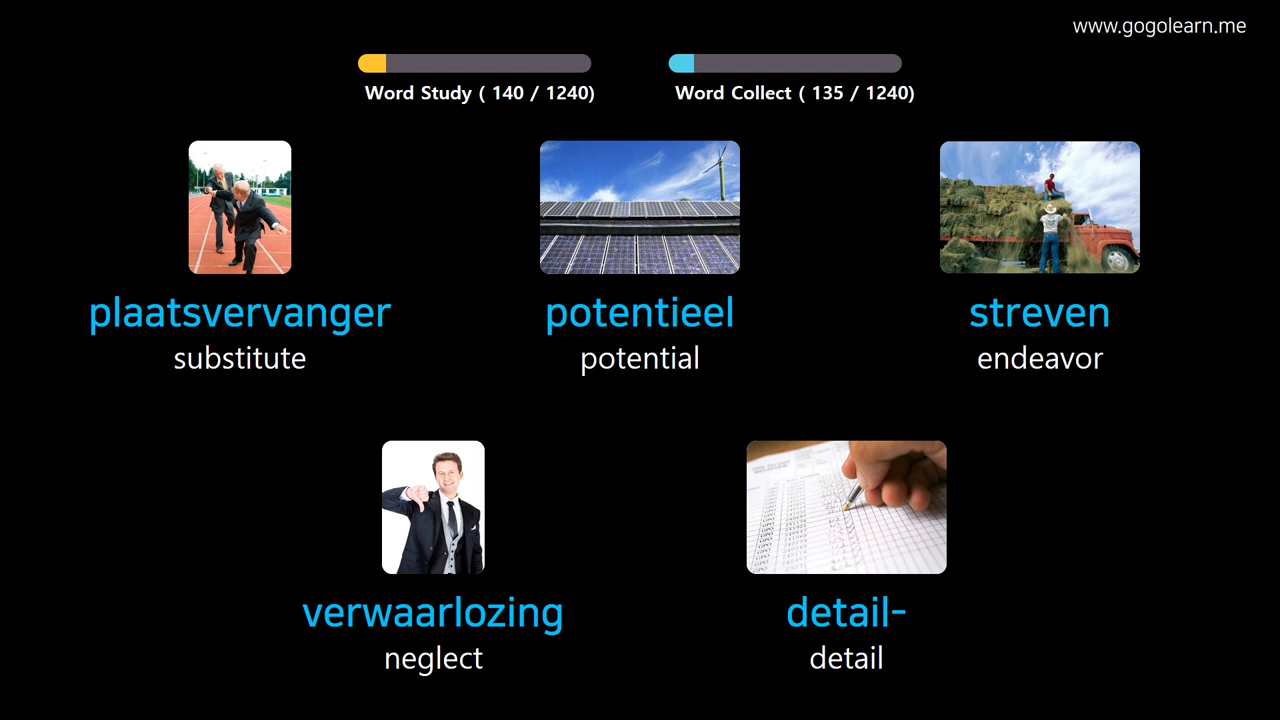 www.gogolearn.me
Word Study ( 140 / 1240)
Word Collect ( 135 / 1240)
plaatsvervanger
substitute
potentieel
potential
streven
endeavor
verwaarlozing
neglect
detail-
detail